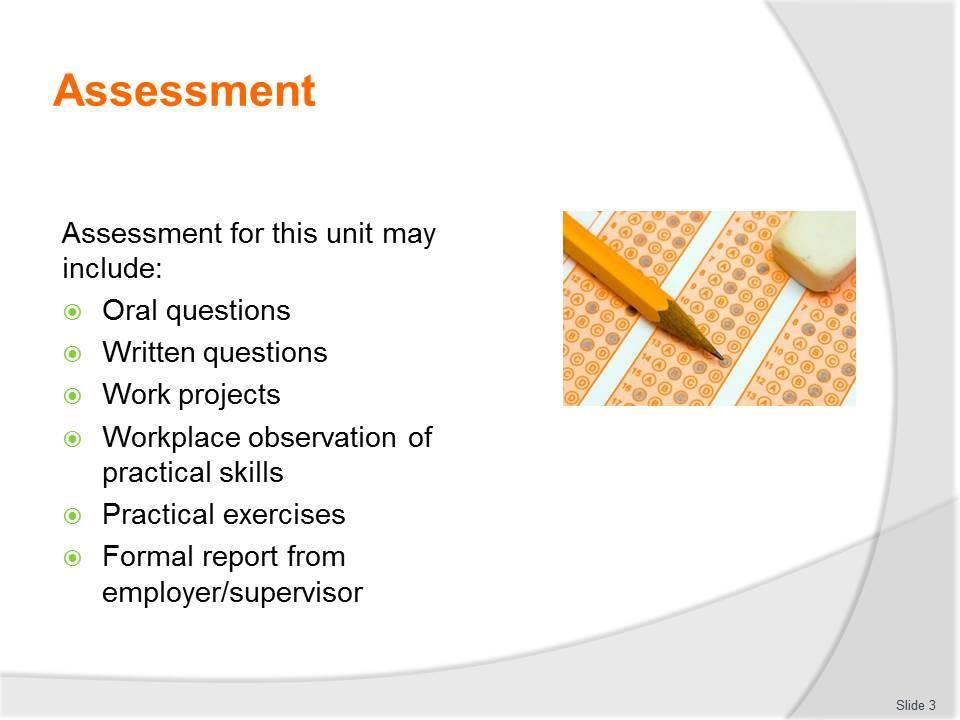 Assessment
Assessment for this unit may
include:
Oral questions
Written questions
Work projects
Workplace observation of
practical skills
Practical exercises
Formal report from
employer/supervisor
Slide 3